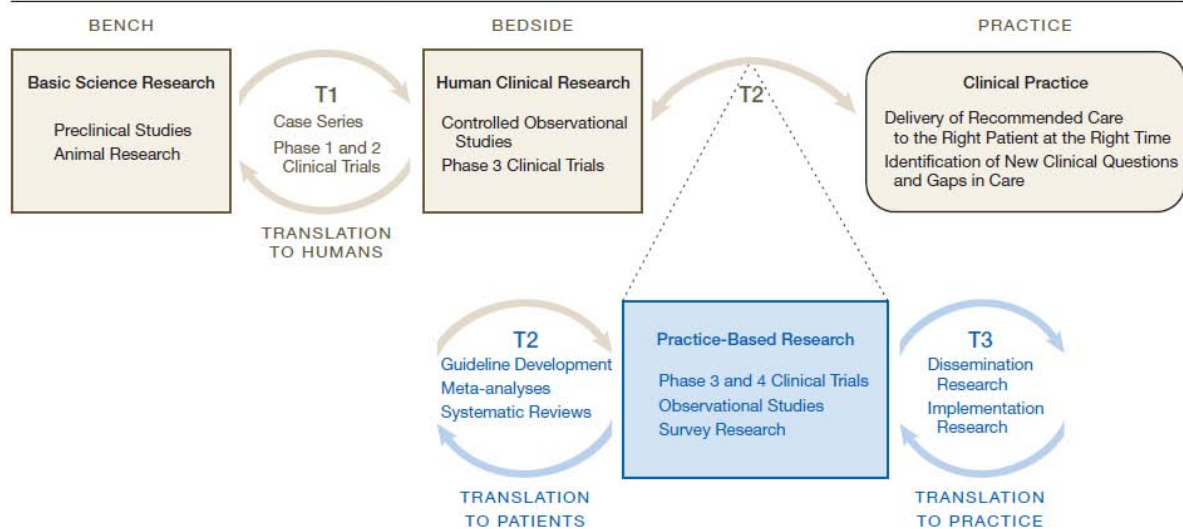 BENCH
BEDSIDE
PRACTICE
Basic Science Research
Preclinical Studies
Animal Research
T1
Case Series
Phase 1 and 2
Clinical Trials
TRANSLATION
TO HUMANS
Human Clinical Research
Controlled Observational
Studies
Phase 3 Clinical Trials
T2
Clinical Practice
Delivery of Recommended Care
to the Right Patient at the Right Time
Identification of New Clinical Questions
and Gaps in Care
T2
Guideline Development
Meta-analyses
Systematic Reviews
TRANSLATION
TO PATIENTS
Practice-Based Research
Phase 3 and 4 Clinical Trials
Observational Studies
Survey Research
T3
Dissemination
Research
Implementation
Research
TRANSLATION
TO PRACTICE